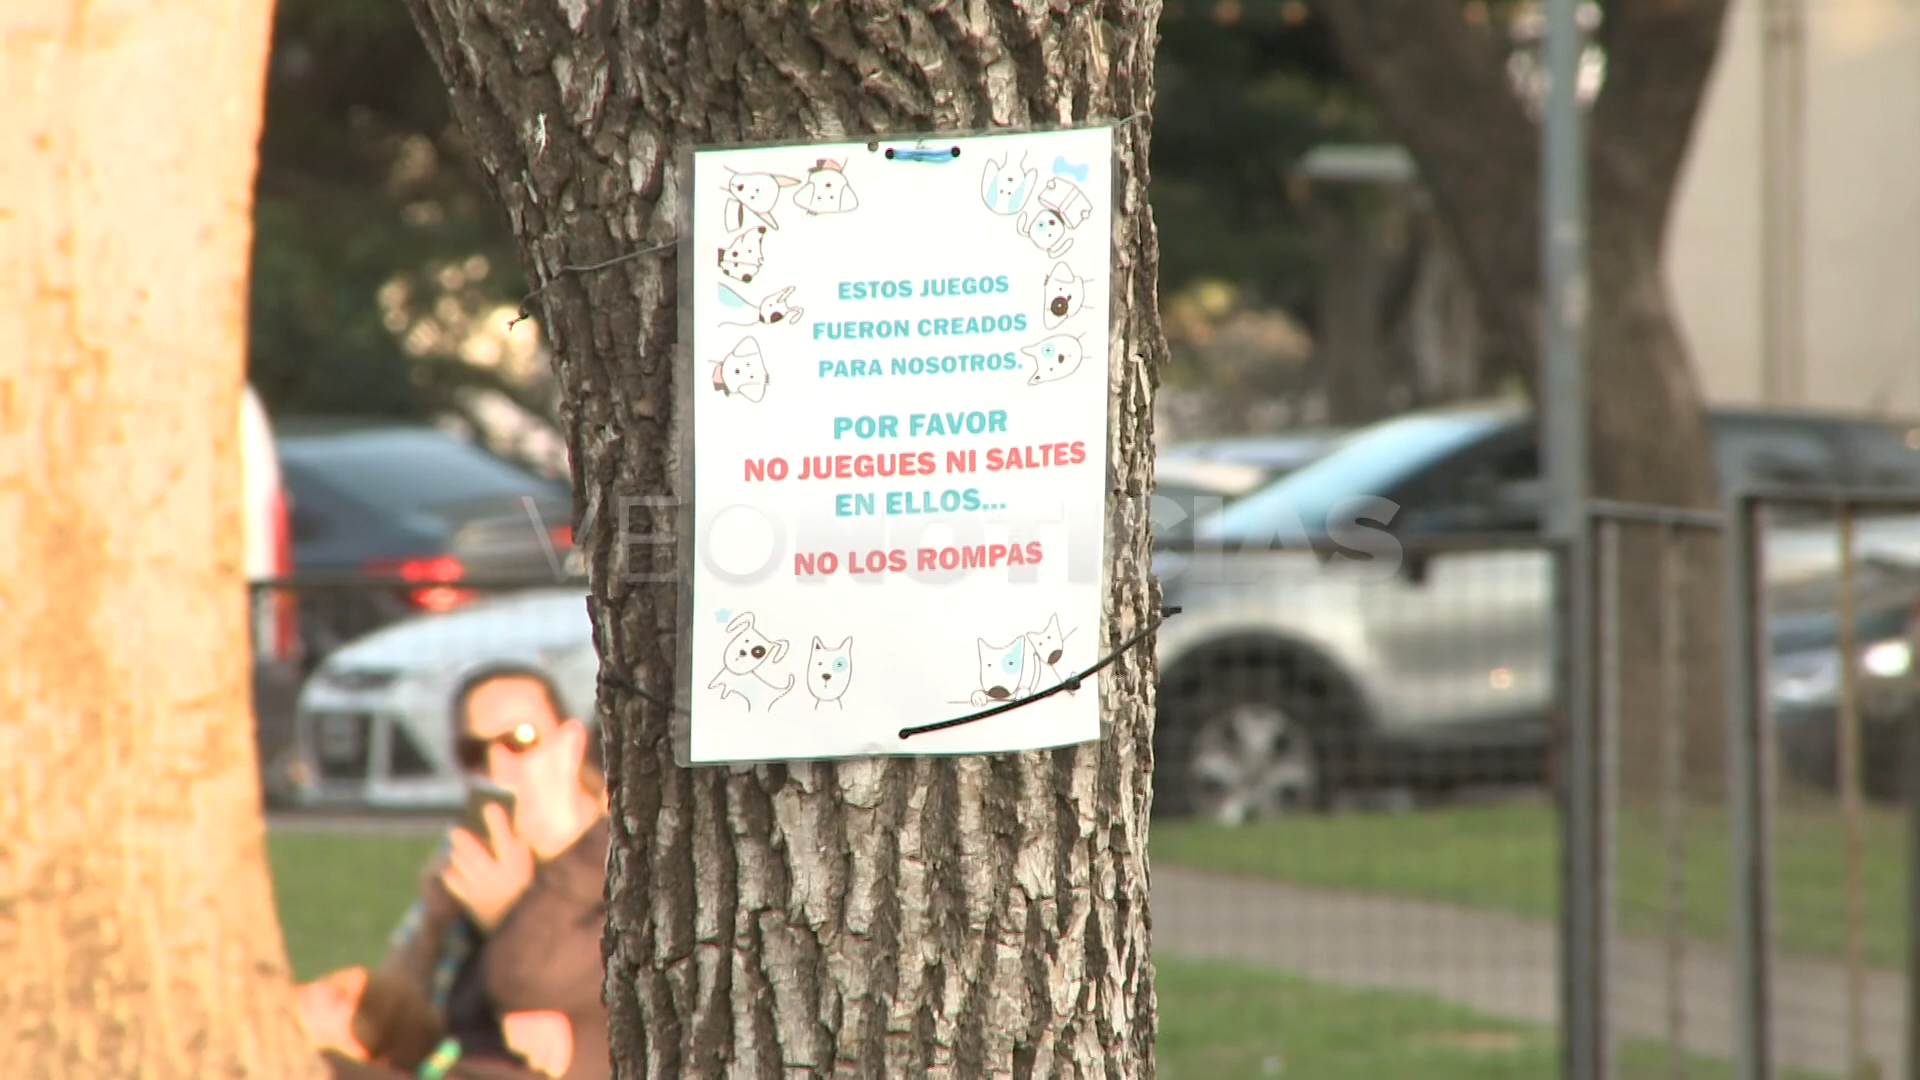 ESTOS JUEGOS
FUERON CREADOS
PARA NOSOTROS.
POR FAVOR
NO JUEGUES NI SALTES
EN ELLOS...
VEONOTICIAS
NO LOS ROMPAS